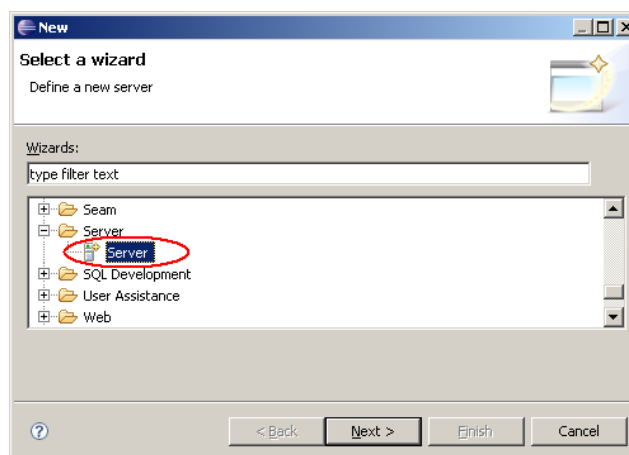 New
Select a wizard
Define a new server
Wizards:
type filter text
Seam
Server
Server
SQL Development
User Assistance
Web
? < Back Next > Finish Cancel